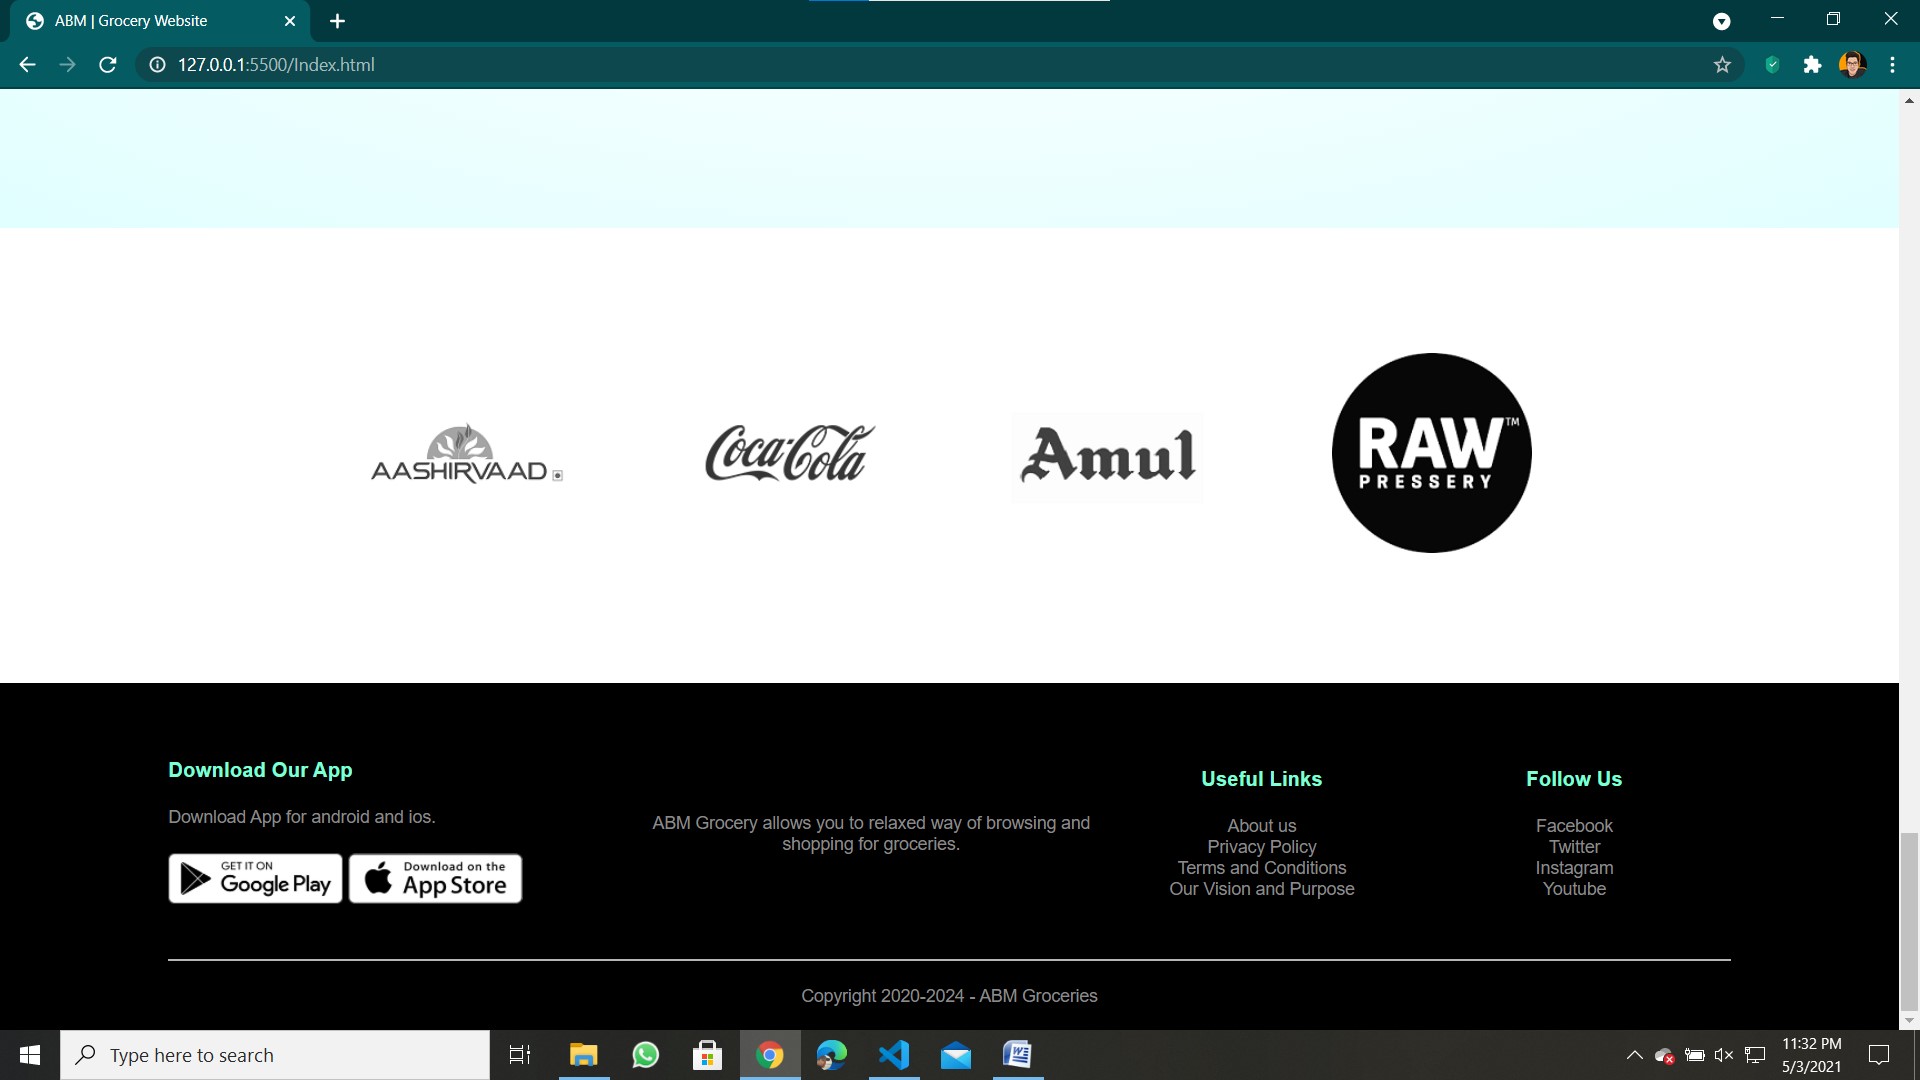 ABM | Grocery Website
127.0.0.1:5500/Index.html
AASHIRVAAD
Coca-Cola
Amul
RAW™
PRESSERY
Download Our App
Download App for android and ios.
GET IT ON
Google Play
Download on the
App Store
ABM Grocery allows you to relaxed way of browsing and
shopping for groceries.
Useful Links
About us
Privacy Policy
Terms and Conditions
Our Vision and Purpose
Follow Us
Facebook
Twitter
Instagram
Youtube
Copyright 2020-2024 - ABM Groceries
Type here to search
11:32 PM
5/3/2021